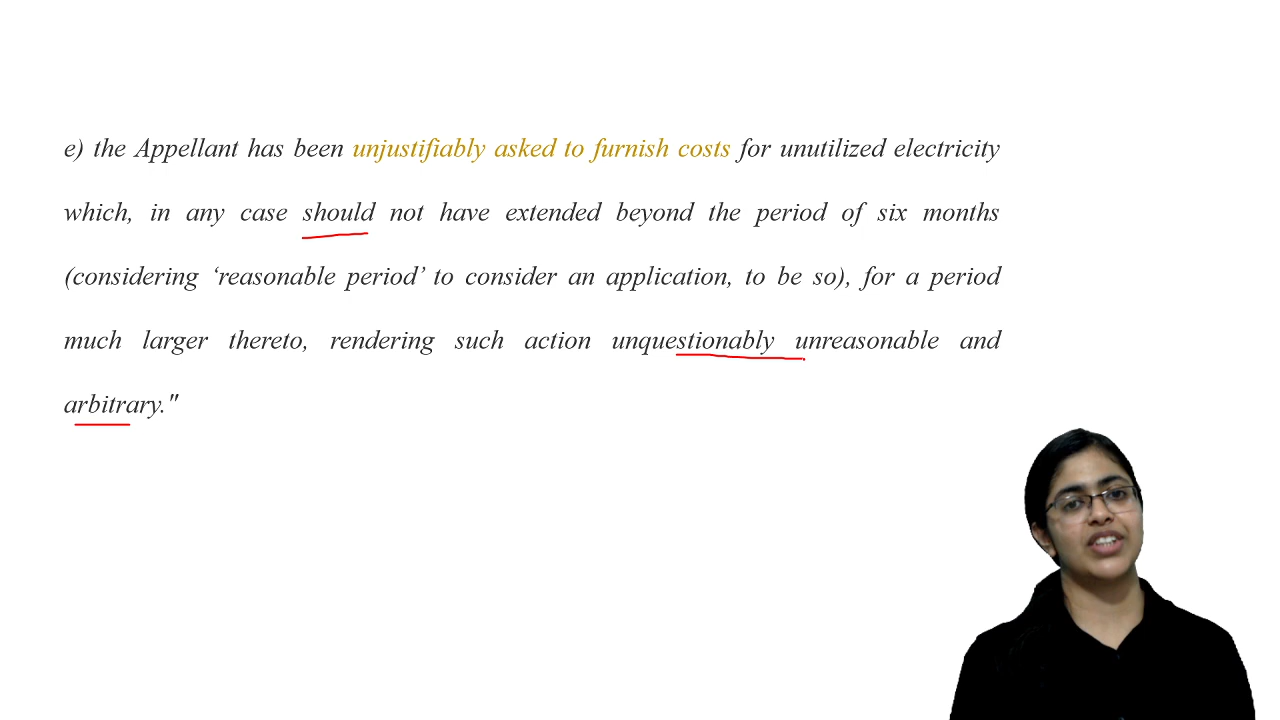 e) the Appellant has been unjustifiably asked to furnish costs for unutilized electricity
which, in any case should not have extended beyond the period of six months
(considering ‘reasonable period’ to consider an application, to be so), for a period
much larger thereto, rendering such action unquestionably unreasonable and
arbitrary."